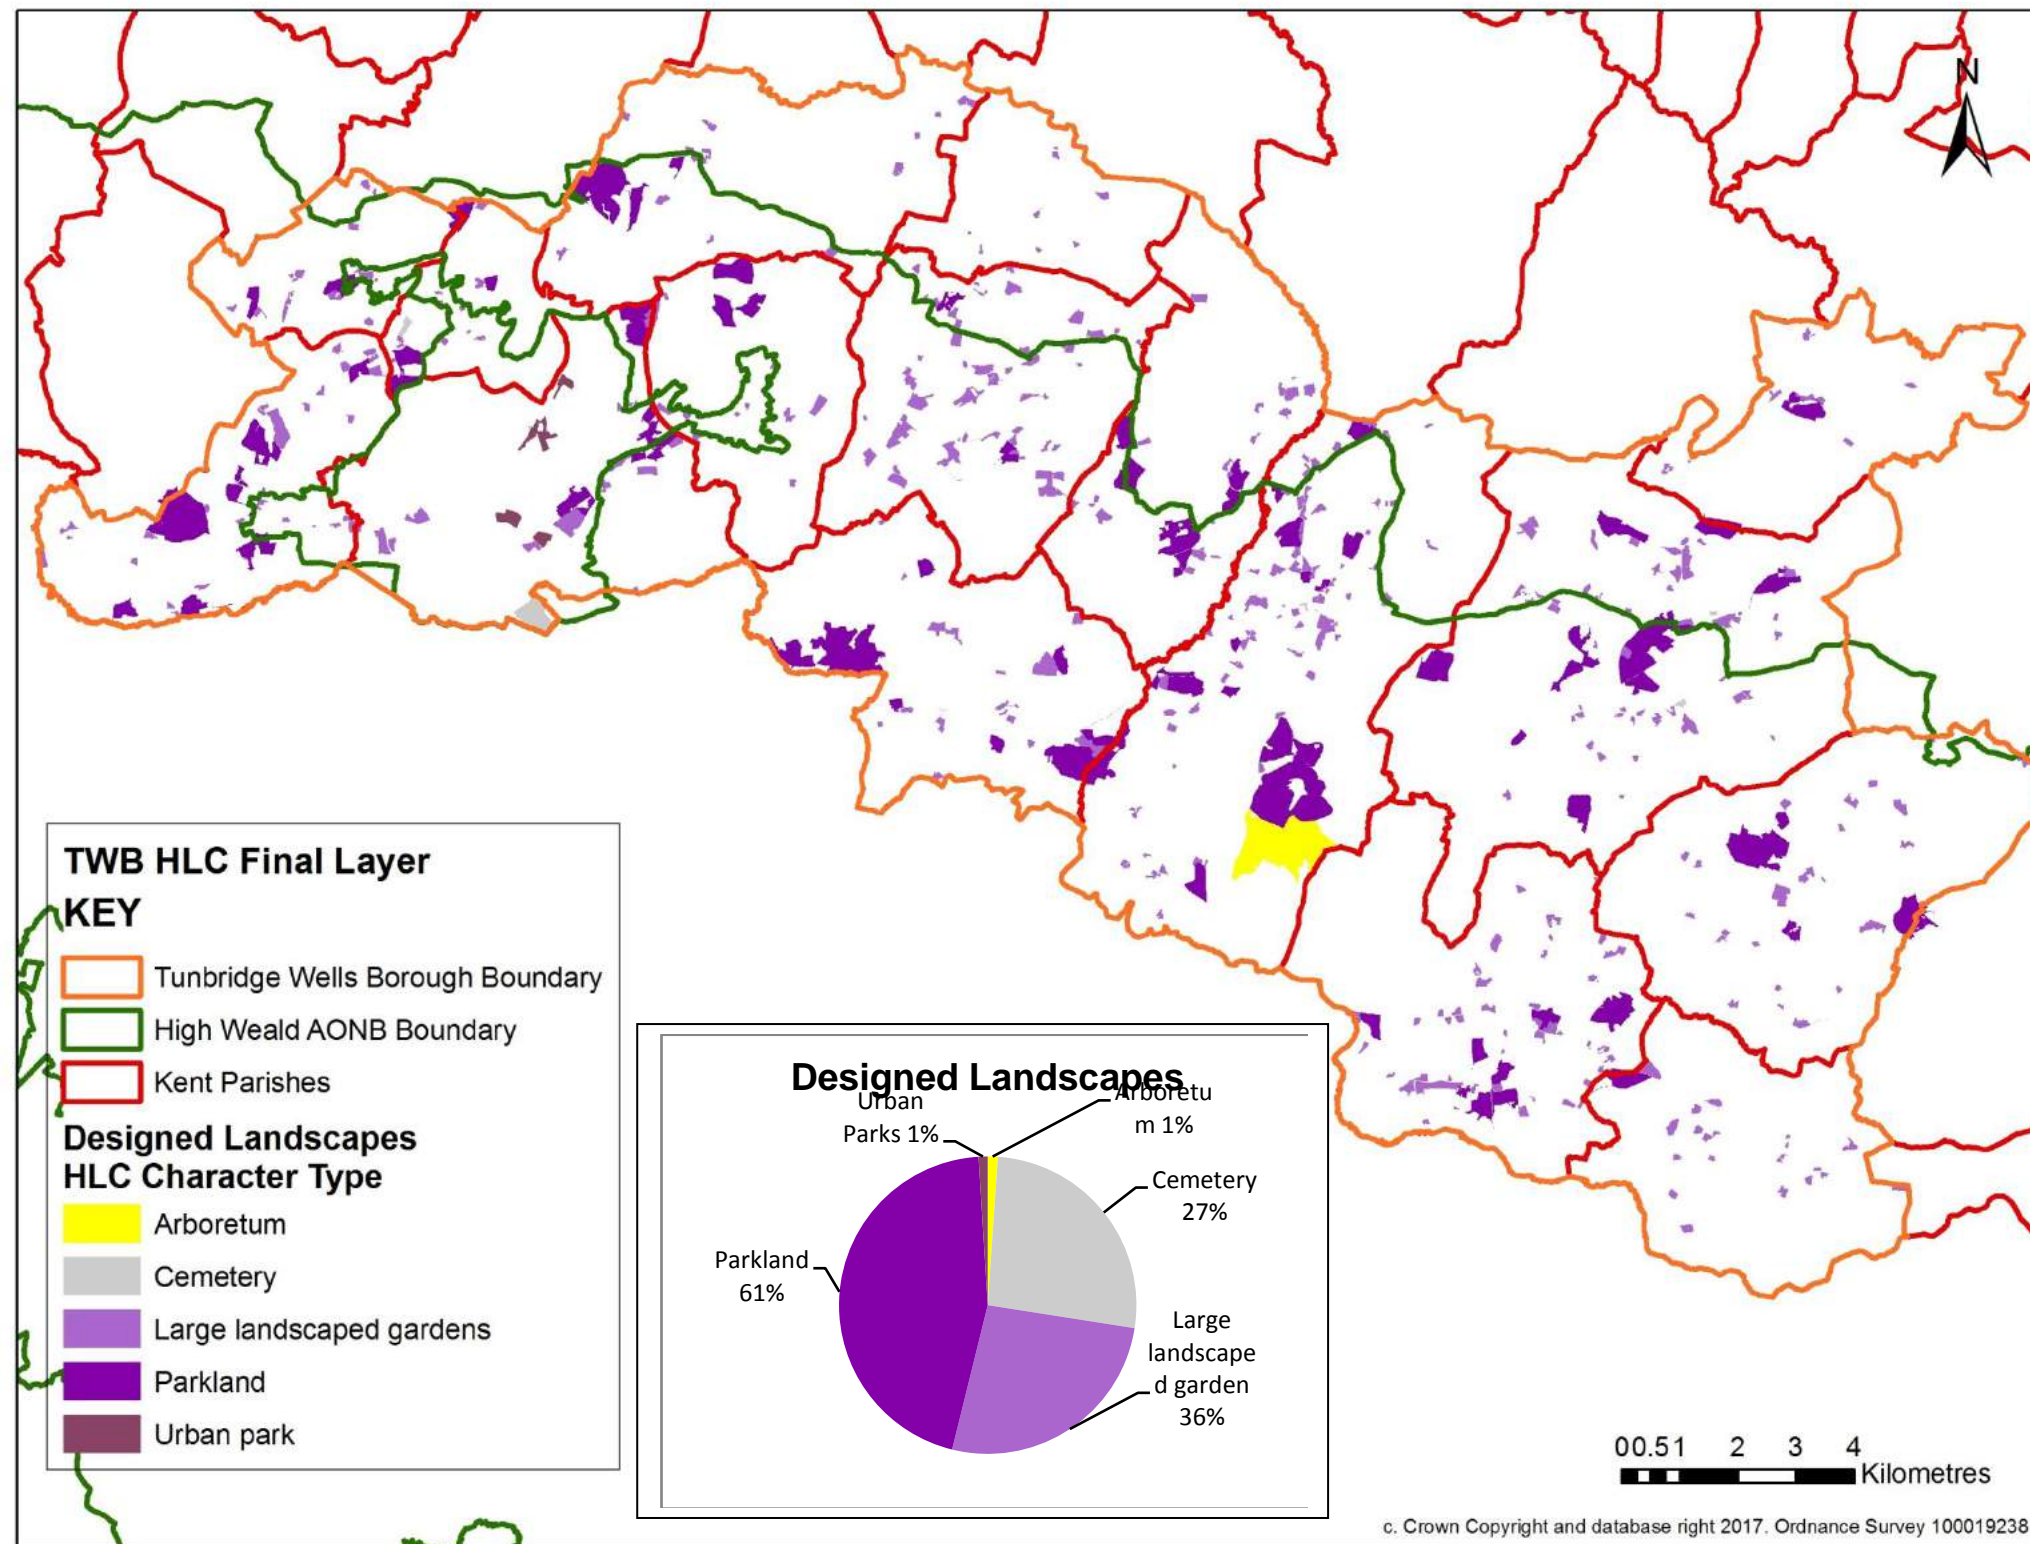 N
TWB HLC Final Layer
KEY
Tunbridge Wells Borough Boundary
High Weald AONB Boundary
Kent Parishes
Designed Landscapes
HLC Character Type
Arboretum
Cemetery
Large landscaped gardens
Parkland
Urban park
Designed Landscapes
Urban
Parks 1%
Arboretu
m 1%
Cemetery
27%
Parkland
61%
Large
landscape
d garden
36%
00.51 2 3 4
Kilometres
c. Crown Copyright and database right 2017. Ordnance Survey 100019238